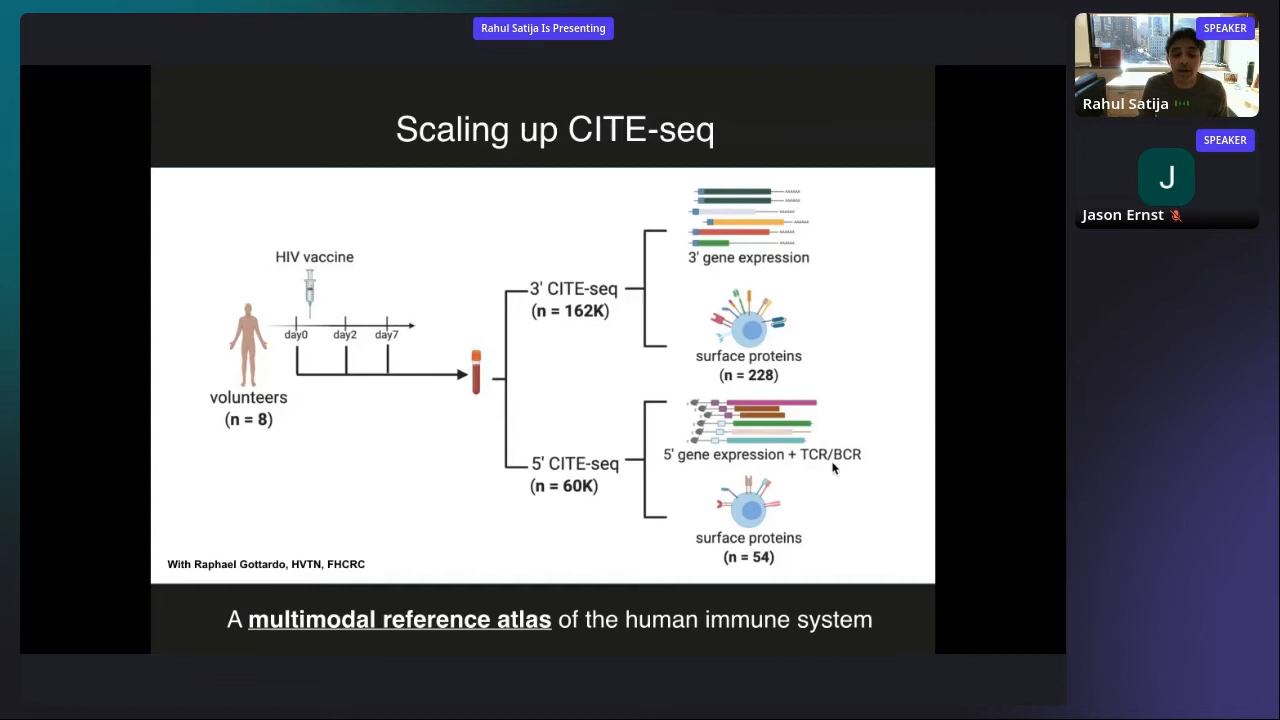 Rahul Satija Is Presenting
Scaling up CITE-seq
HIV vaccine
day0 day2 day7
volunteers
(n = 8)
3' CITE-seq
(n = 162K)
5' CITE-seq
(n = 60K)
3' gene expression
surface proteins
(n = 228)
5' gene expression + TCR/BCR
surface proteins
(n = 54)
With Raphael Gottardo, HVTN, FHCRC
A multimodal reference atlas of the human immune system
SPEAKER
Rahul Satija
SPEAKER
J
Jason Ernst